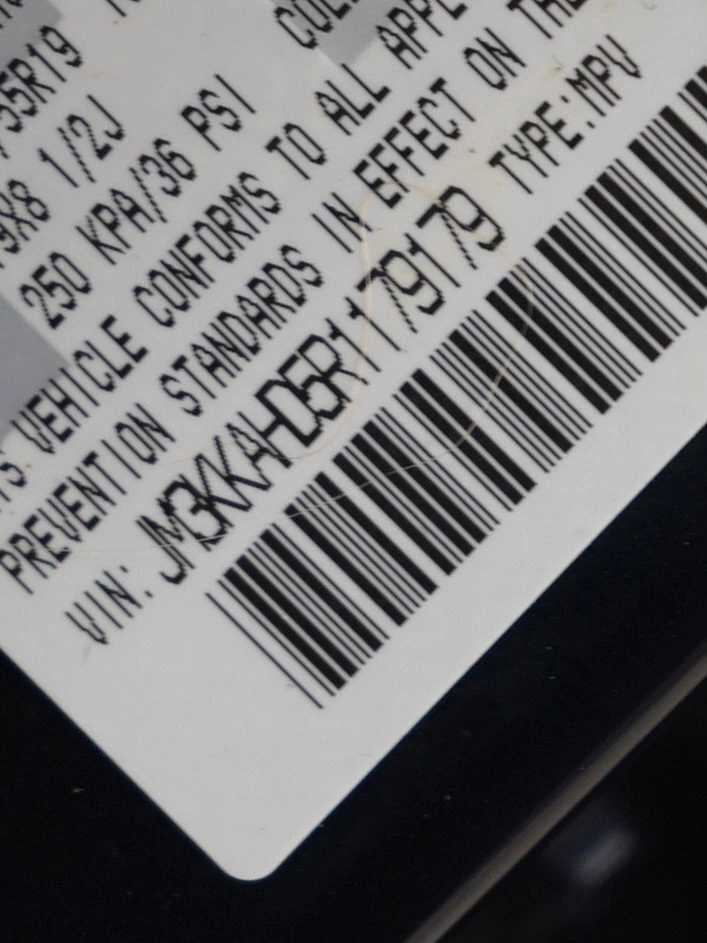 55R19
9X8 1/2J
250 KPA/36 PSI
VEHICLE CONFORMS TO ALL APPL
PREVENTION STANDARDS IN EFFECT ON THE
VIN: JM3KKAHD5R1179179 TYPE:MPV